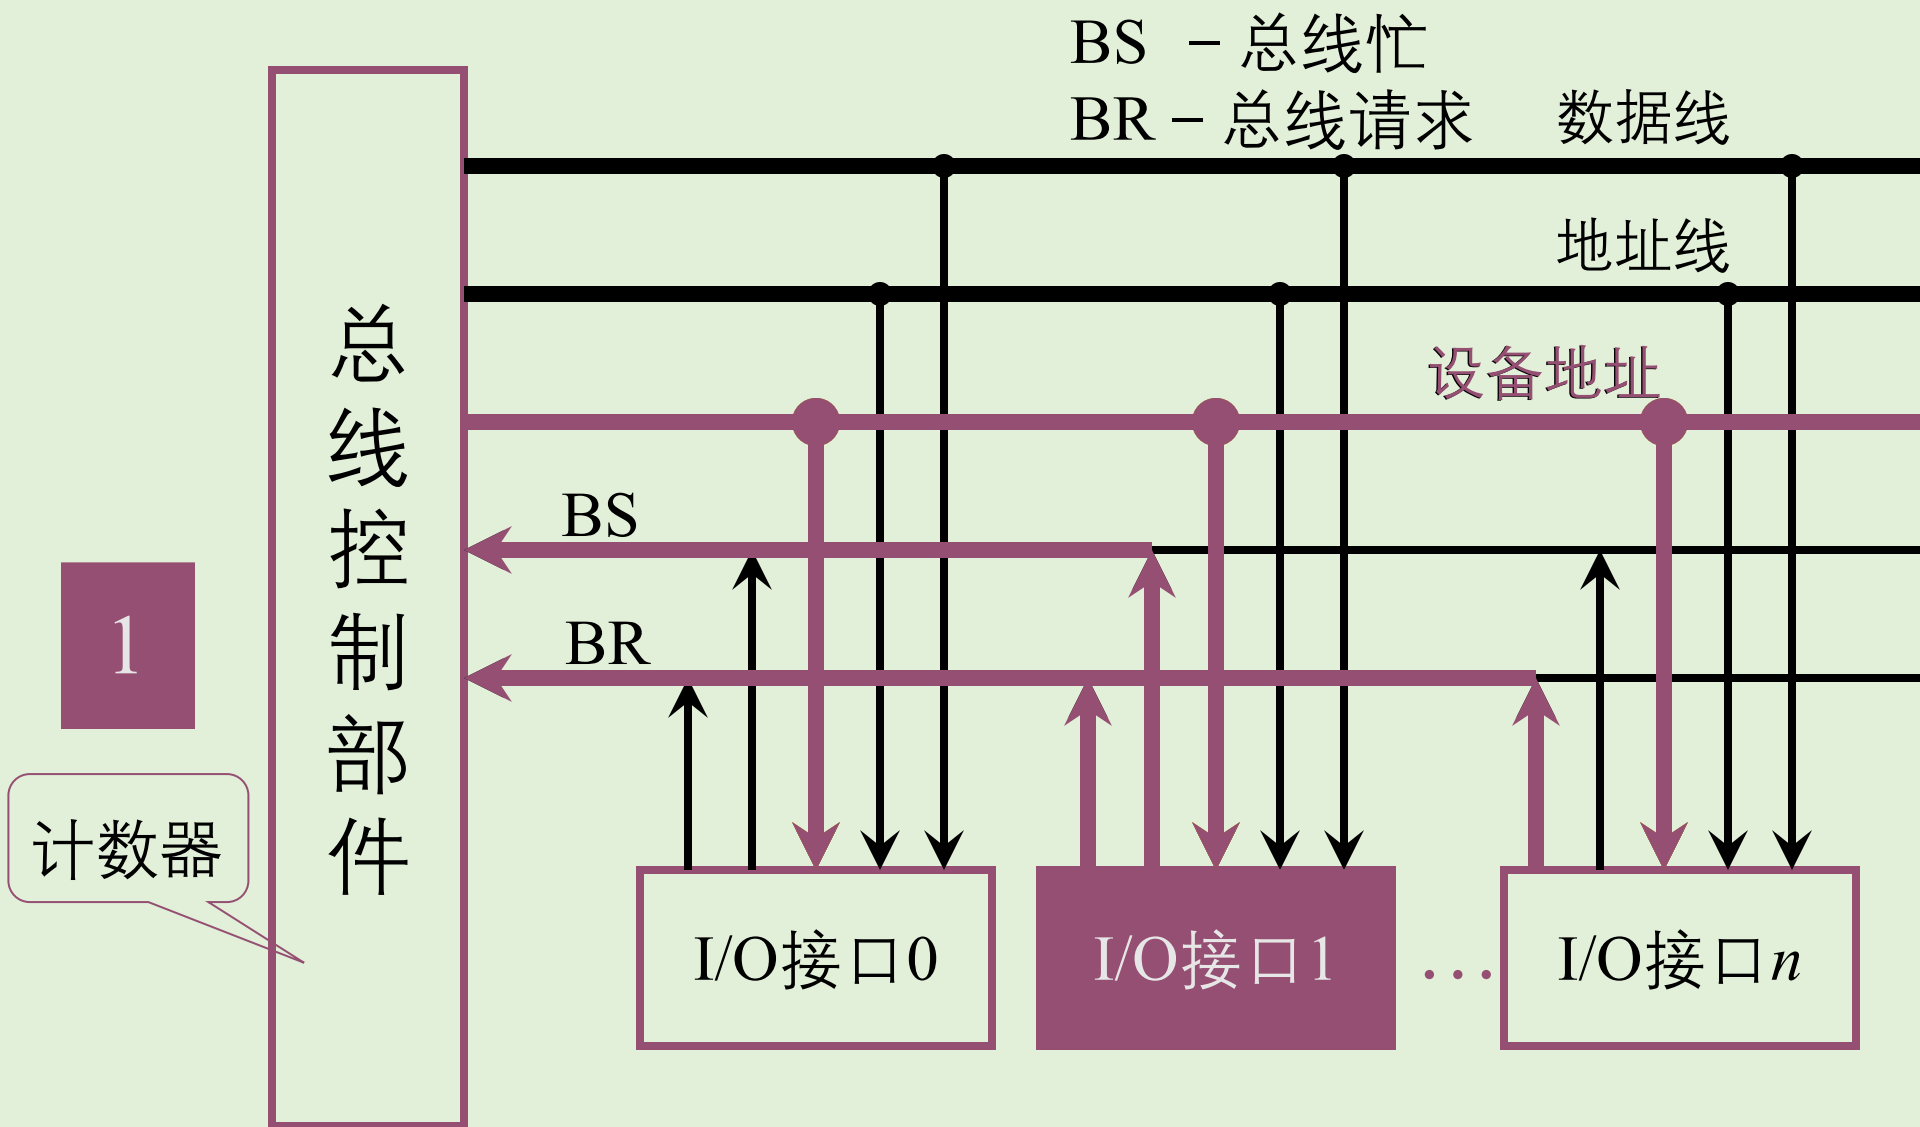 BS – 总线忙
BR – 总线请求
数据线
地址线
设备地址
BS
BR
总线控制部件
1
计数器
I/O接口0
I/O接口1
…
I/O接口n